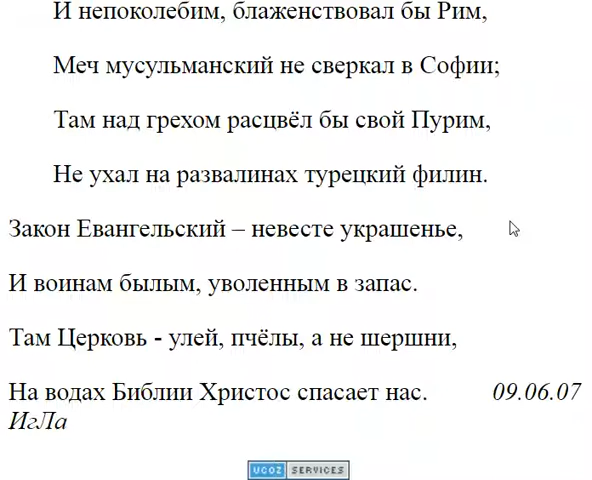 И непоколебим, блаженствовал бы Рим,
Меч мусульманский не сверкал в Софии;
Там над грехом расцвёл бы свой Пурим,
Не ухал на развалинах турецкий филин.
Закон Евангельский – невесте украшенье,
И воинам былым, уволенным в запас.
Там Церковь - улей, пчёлы, а не шершни,
На водах Библии Христос спасает нас. 09.06.07
ИгЛа
UCOZ SERVICES